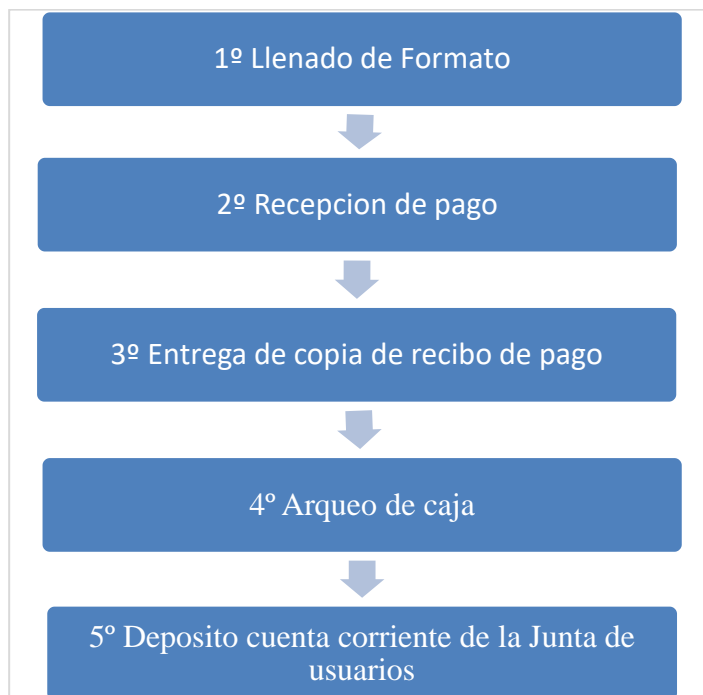 1º Llenado de Formato
2º Recepcion de pago
3º Entrega de copia de recibo de pago
4º Arqueo de caja
5º Deposito cuenta corriente de la Junta de
usuarios